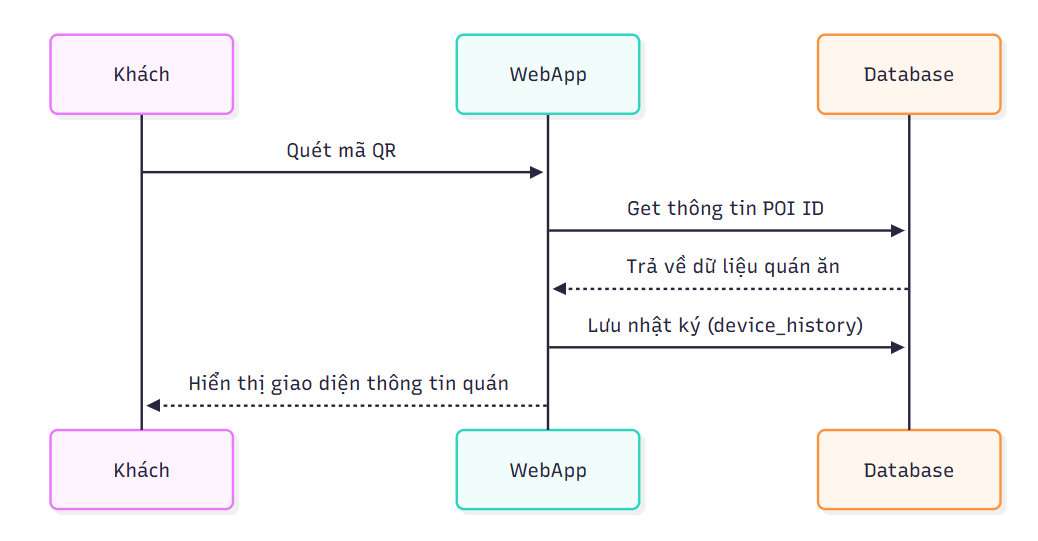 Khách
WebApp
Database
Quét mã QR
Get thông tin POI ID
Trả về dữ liệu quán ăn
Lưu nhật ký (device_history)
Hiển thị giao diện thông tin quán
Khách
WebApp
Database